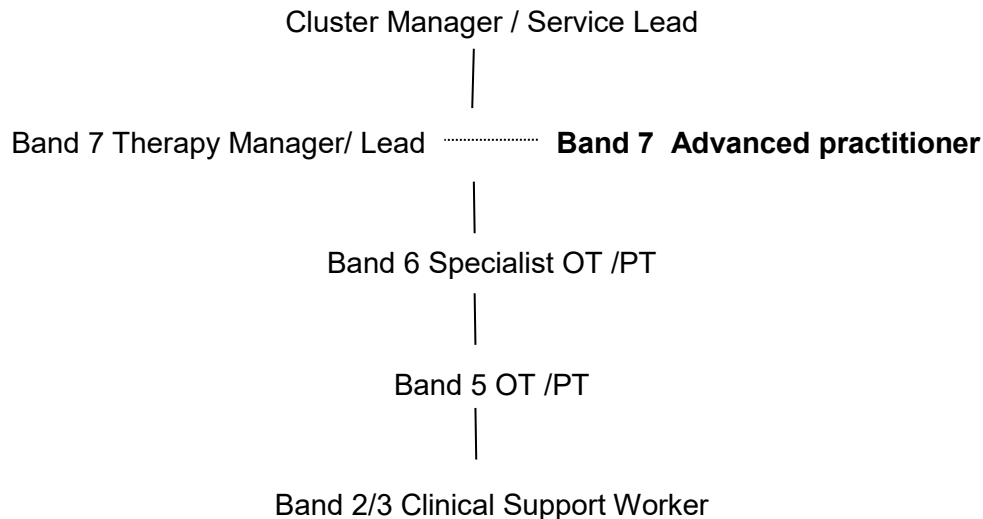 Cluster Manager / Service Lead
Band 7 Therapy Manager/ Lead Band 7 Advanced practitioner
Band 6 Specialist OT /PT
Band 5 OT /PT
Band 2/3 Clinical Support Worker